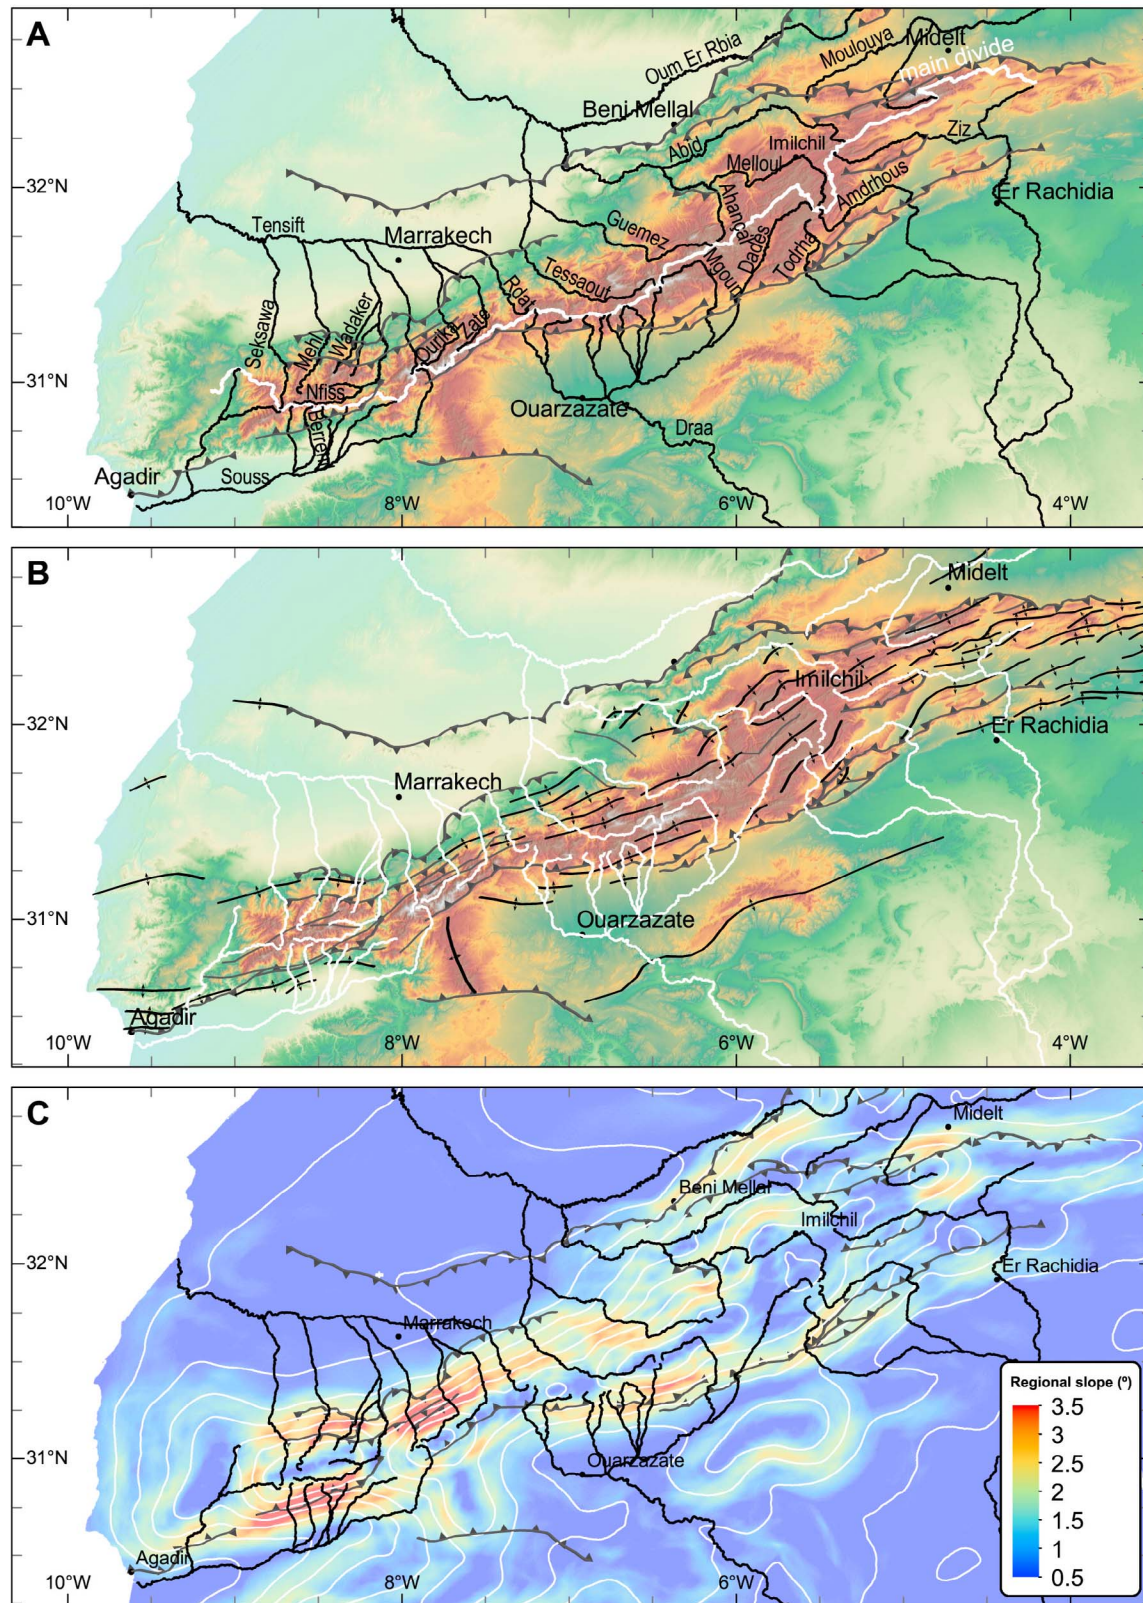 A
Oum Er Rbia
Moulouya
Midelt
main divide
Beni Mellal
Abid
Imilchil
Melloul
Ziz
32°N
Ahançal
Amdrhous
Er Rachidia
Tensift
Marrakech
Guemez
Tessaout
Mgoun
Dades
Todrha
Rdat
Seksawa
Mehl
Wadaker
Ourika
Zate
31°N
Nfiss
Ouarzazate
Draa
Agadir
Souss
10°W
8°W
6°W
4°W
B
Midelt
Imilchil
32°N
Er Rachidia
Marrakech
31°N
Ouarzazate
Agadir
10°W
8°W
6°W
4°W
C
Midelt
Beni Mellal
Imilchil
32°N
Er Rachidia
Marrakech
31°N
Ouarzazate
Agadir
10°W
8°W
6°W
Regional slope (º)
3.5
3
2.5
2
1.5
1
0.5